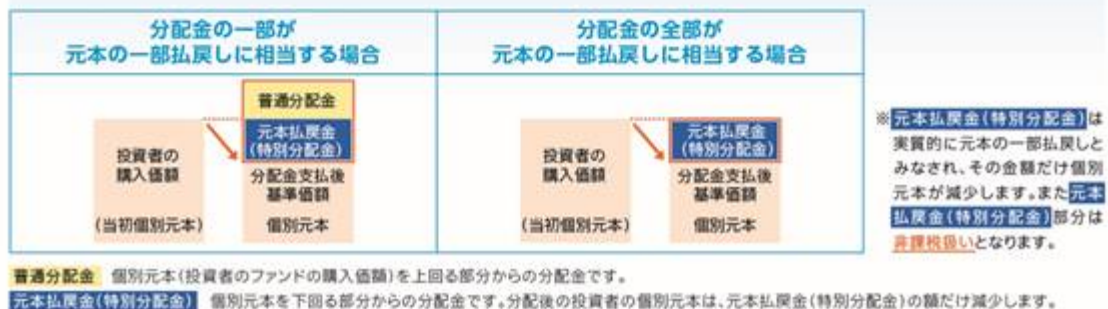 分配金の一部が
元本の一部払戻しに相当する場合
普通分配金
元本払戻金
(特別分配金)
投資者の
購入価額
(当初個別元本)
分配金支払後
基準価額
個別元本
分配金の全部が
元本の一部払戻しに相当する場合
元本払戻金
(特別分配金)
投資者の
購入価額
(当初個別元本)
分配金支払後
基準価額
個別元本
※元本払戻金(特別分配金)は
実質的に元本の一部払戻しと
みなされ、その金額だけ個別
元本が減少します。また元本
払戻金(特別分配金)部分は
非課税扱いとなります。
普通分配金 個別元本(投資者のファンドの購入価額)を上回る部分からの分配金です。
元本払戻金(特別分配金) 個別元本を下回る部分からの分配金です。分配後の投資者の個別元本は、元本払戻金(特別分配金)の額だけ減少します。